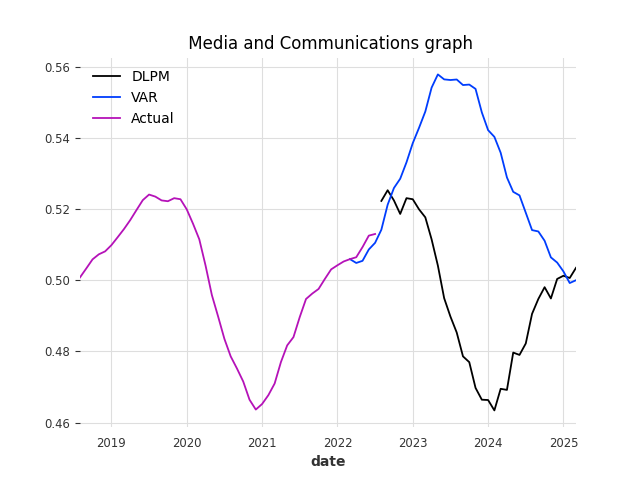 Media and Communications graph
DLPM
VAR
Actual
0.56
0.54
0.52
0.50
0.48
0.46
2019 2020 2021 2022 2023 2024 2025
date